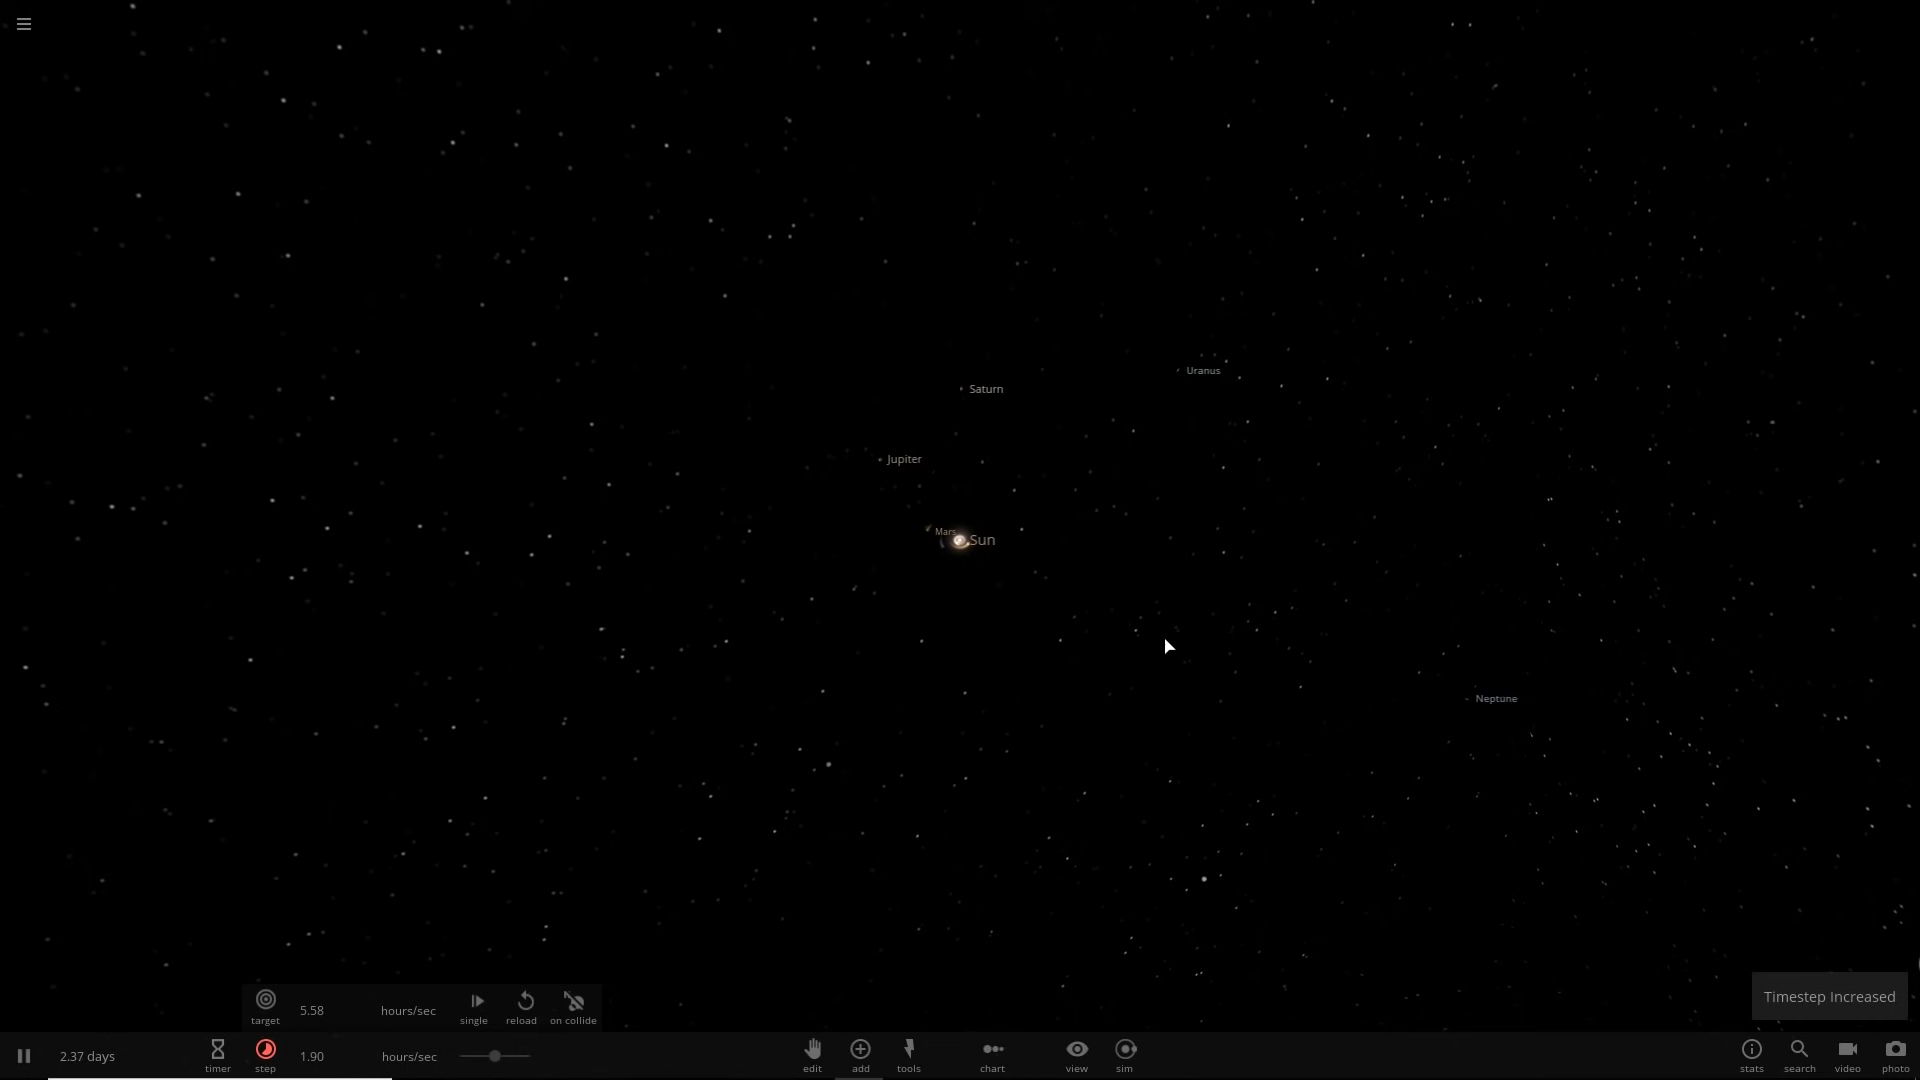 Uranus
Saturn
Jupiter
Mars
Sun
Neptune
Timestep Increased
target 5.58 hours/sec single reload on collide
2.37 days timer step 1.90 hours/sec edit add tools chart view sim stats search video photo